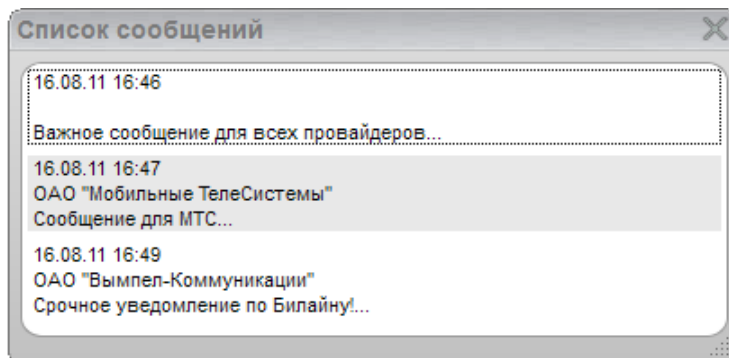 Список сообщений
16.08.11 16:46
Важное сообщение для всех провайдеров...
16.08.11 16:47
ОАО "Мобильные ТелеСистемы"
Сообщение для МТС...
16.08.11 16:49
ОАО "Вымпел-Коммуникации"
Срочное уведомление по Билайну!...